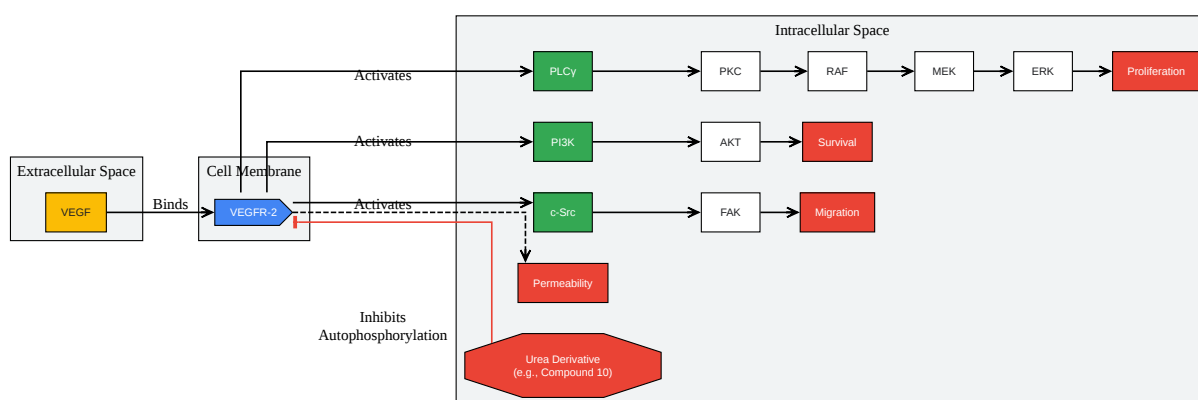 Intracellular Space
Activates
PLCγ
PKC
RAF
MEK
ERK
Proliferation
Activates
PI3K
AKT
Survival
Extracellular Space
Cell Membrane
VEGF
Binds
VEGFR-2
Activates
c-Src
FAK
Migration
Permeability
Inhibits
Autophosphorylation
Urea Derivative
(e.g., Compound 10)